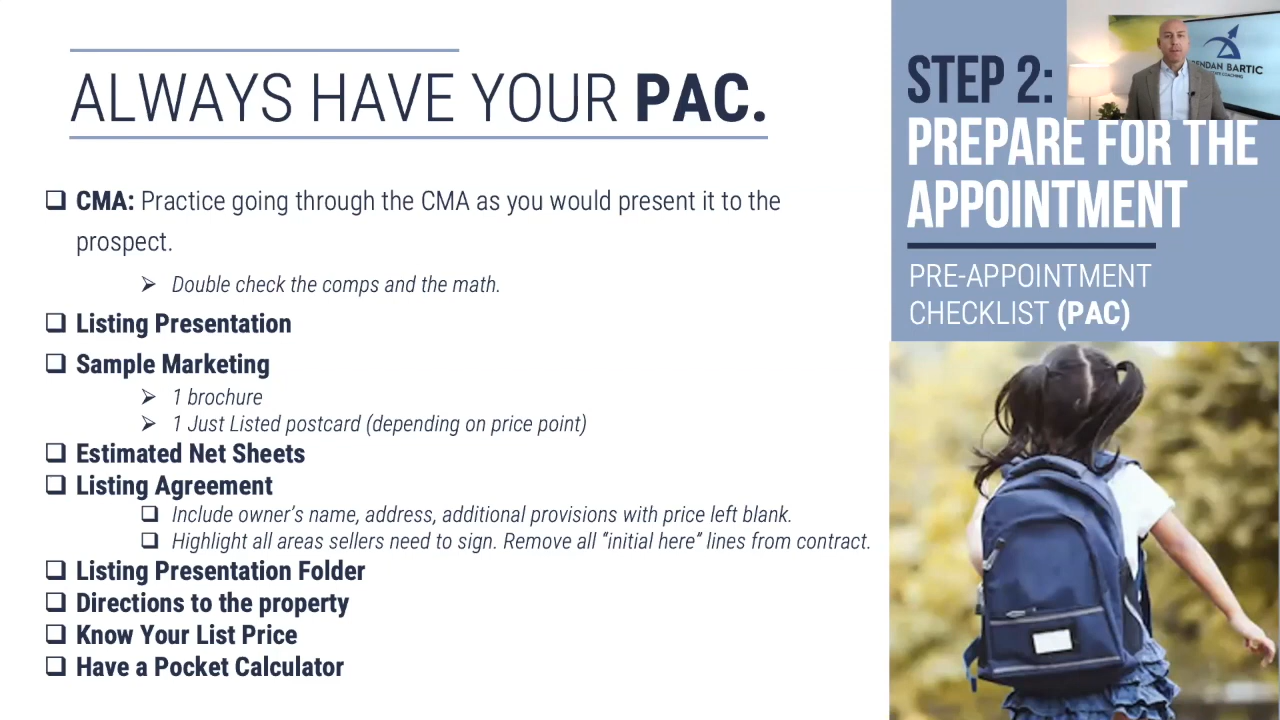 ALWAYS HAVE YOUR PAC.
CMA: Practice going through the CMA as you would present it to the
prospect.
Double check the comps and the math.
Listing Presentation
Sample Marketing
1 brochure
1 Just Listed postcard (depending on price point)
Estimated Net Sheets
Listing Agreement
Include owner’s name, address, additional provisions with price left blank.
Highlight all areas sellers need to sign. Remove all “initial here” lines from contract.
Listing Presentation Folder
Directions to the property
Know Your List Price
Have a Pocket Calculator
STEP 2:
PREPARE FOR THE
APPOINTMENT
PRE-APPOINTMENT
CHECKLIST (PAC)
BARTIC
COACHING